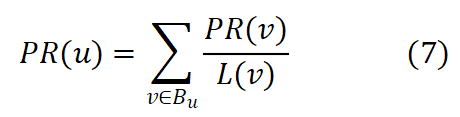 PR(u) = ∑_{v∈B_u} PR(v)/L(v) (7)